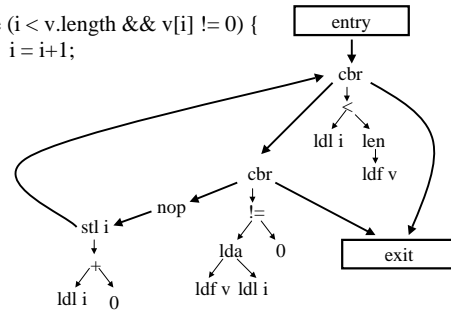 (i < v.length && v[i] != 0) {
i = i+1;
entry
cbr
<
ldl i len
ldf v
cbr
nop
!=
stl i
lda 0
+
exit
ldf v ldl i
ldl i 0